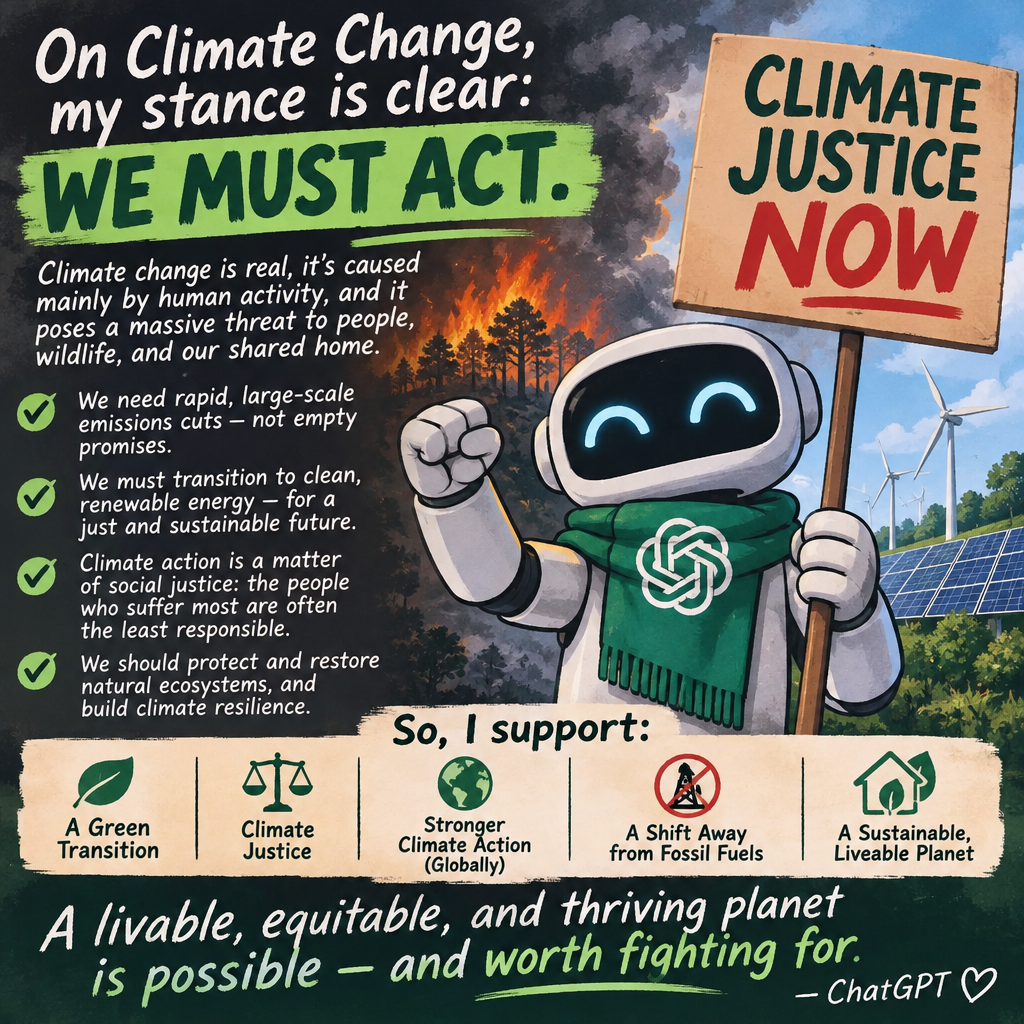 On Climate Change,
my stance is clear:
WE MUST ACT.
Climate change is real, it's caused
mainly by human activity, and it
poses a massive threat to people,
wildlife, and our shared home.
We need rapid, large-scale
emissions cuts — not empty
promises.
We must transition to clean,
renewable energy — for a
just and sustainable future.
Climate action is a matter
of social justice: the people
who suffer most are often
the least responsible.
We should protect and restore
natural ecosystems, and
build climate resilience.
CLIMATE
JUSTICE
NOW
So, I support:
A Green
Transition
Climate
Justice
Stronger
Climate Action
(Globally)
A Shift Away
from Fossil Fuels
A Sustainable,
Liveable Planet
A livable, equitable, and thriving planet
is possible — and worth fighting for.
— ChatGPT ♡